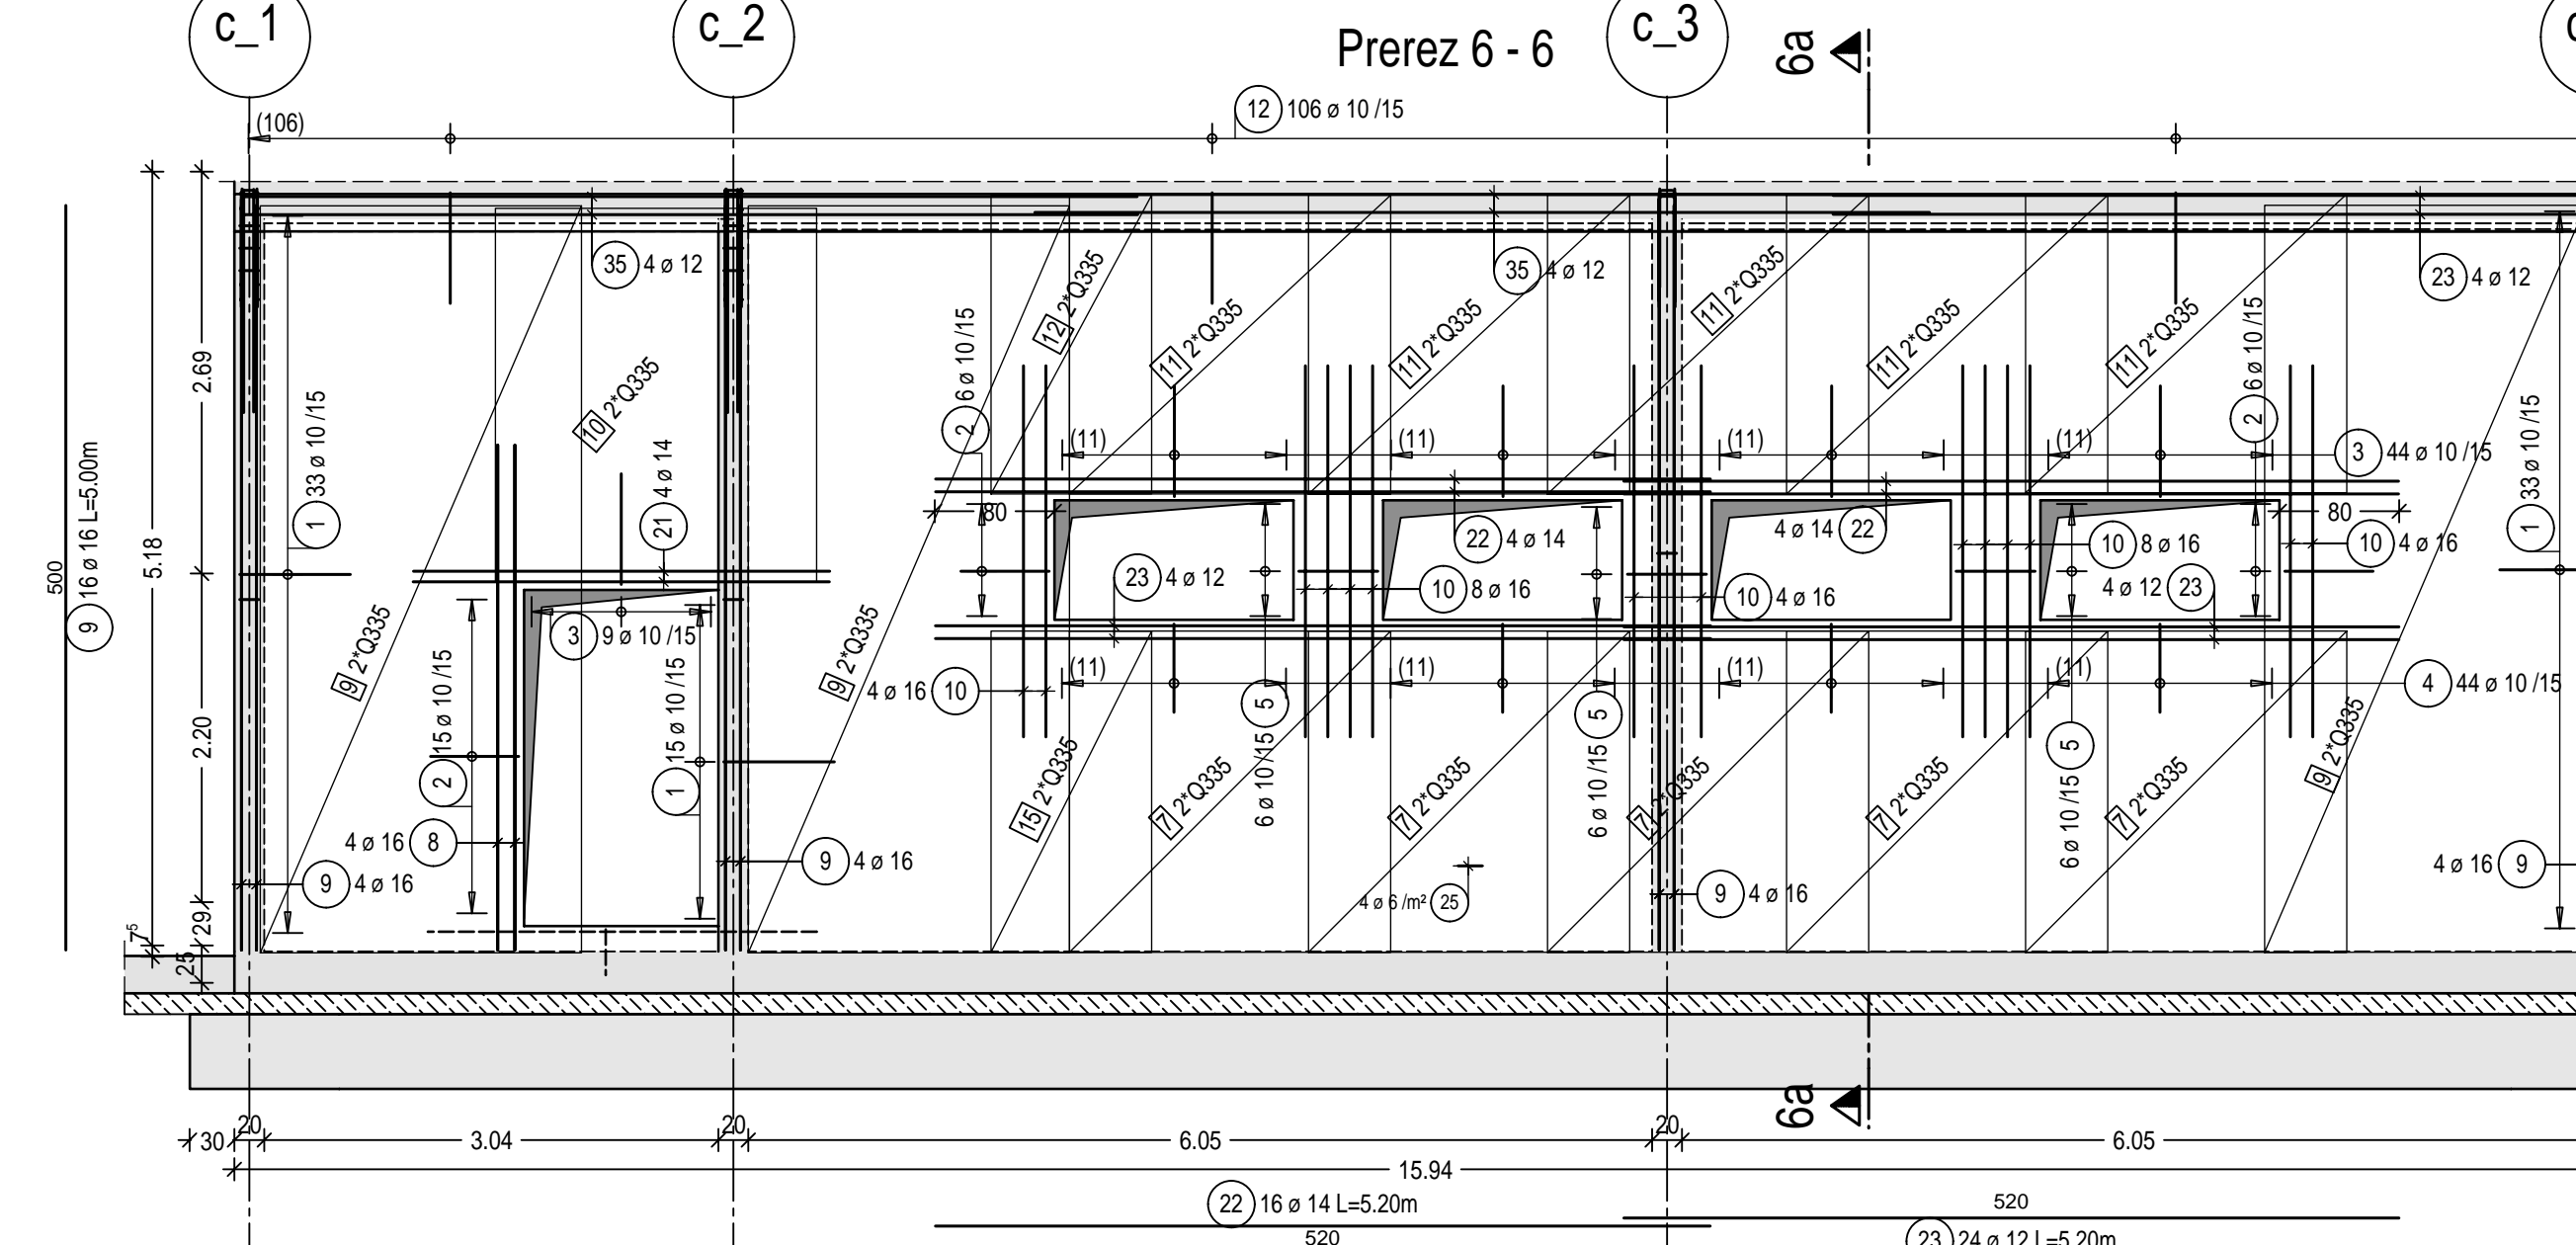 c_1
c_2
Prerez 6 - 6
c_3
6a
(106)
12 106 ø 10 /15
35 4 ø 12
35 4 ø 12
23 4 ø 12
2.69
5.18
2.20
29
7⁵
25
500
9 16 ø 16 L=5.00m
1 33 ø 10 /15
10 2*Q335
21 4 ø 14
9 2*Q335
3 9 ø 10 /15
2 15 ø 10 /15
1 15 ø 10 /15
4 ø 16 8
9 4 ø 16
9 4 ø 16
9 2*Q335
2 6 ø 10 /15
12 2*Q335
11 2*Q335
11 2*Q335
11 2*Q335
11 2*Q335
11 2*Q335
2 6 ø 10 /15
(11)
(11)
(11)
(11)
3 44 ø 10 /15
1 33 ø 10 /15
80
22 4 ø 14
4 ø 14 22
80
23 4 ø 12
10 8 ø 16
10 4 ø 16
10 8 ø 16
10 4 ø 16
4 ø 12 23
4 ø 16 10
(11)
(11)
(11)
(11)
4 44 ø 10 /15
6 ø 10 /15 5
6 ø 10 /15 5
6 ø 10 /15 5
15 2*Q335
7 2*Q335
7 2*Q335
7 2*Q335
7 2*Q335
7 2*Q335
9 2*Q335
4 ø 6 /m² 25
9 4 ø 16
4 ø 16 9
6a
30
20
3.04
20
6.05
20
6.05
15.94
22 16 ø 14 L=5.20m
520
520
23 24 ø 12 L=5.20m